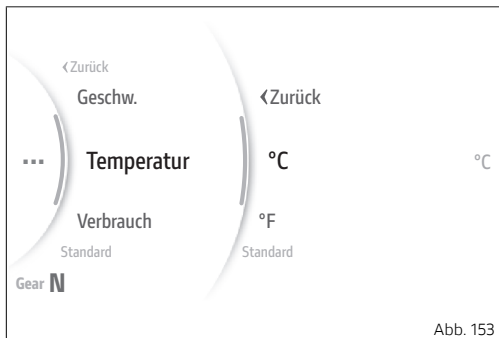 ‹Zurück
Geschw.
‹Zurück
... Temperatur °C °C
Verbrauch °F
Standard Standard
Gear N
Abb. 153